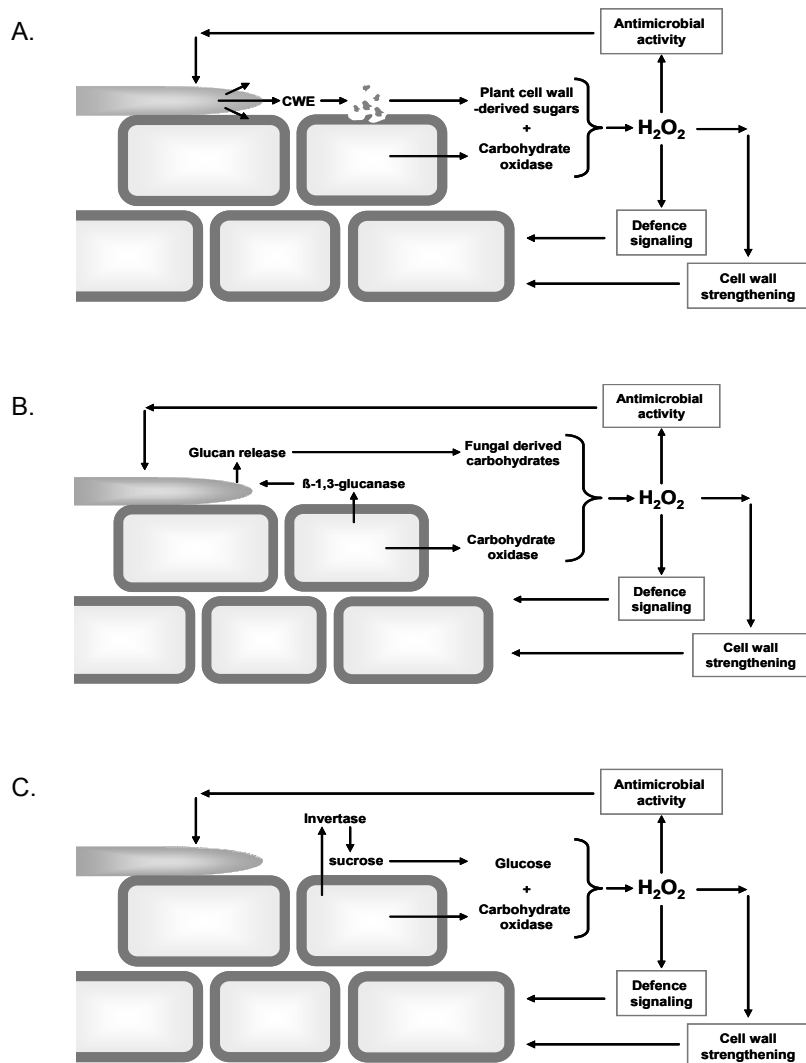 A.
Antimicrobial
activity
CWE
Plant cell wall
-derived sugars
+
Carbohydrate
oxidase
H2O2
Defence
signaling
Cell wall
strengthening
B.
Antimicrobial
activity
Glucan release
Fungal derived
carbohydrates
ß-1,3-glucanase
H2O2
Carbohydrate
oxidase
Defence
signaling
Cell wall
strengthening
C.
Antimicrobial
activity
Invertase
sucrose
Glucose
+
Carbohydrate
oxidase
H2O2
Defence
signaling
Cell wall
strengthening